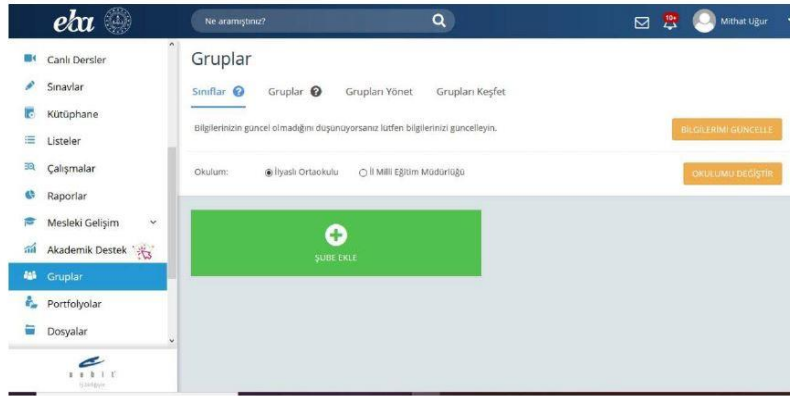 eba
Ne aramıştınız?
10+
Mithat Uğur
Canlı Dersler
Sınavlar
Kütüphane
Listeler
Çalışmalar
Raporlar
Mesleki Gelişim
Akademik Destek
Gruplar
Portfolyolar
Dosyalar
Gruplar
Sınıflar
Gruplar
Grupları Yönet
Grupları Keşfet
Bilgilerinizin güncel olmadığını düşünüyorsanız lütfen bilgilerinizi güncelleyin.
BİLGİLERİMİ GÜNCELLE
Okulum:
İlyaslı Ortaokulu
İl Milli Eğitim Müdürlüğü
OKULUMU DEĞİŞTİR
ŞUBE EKLE